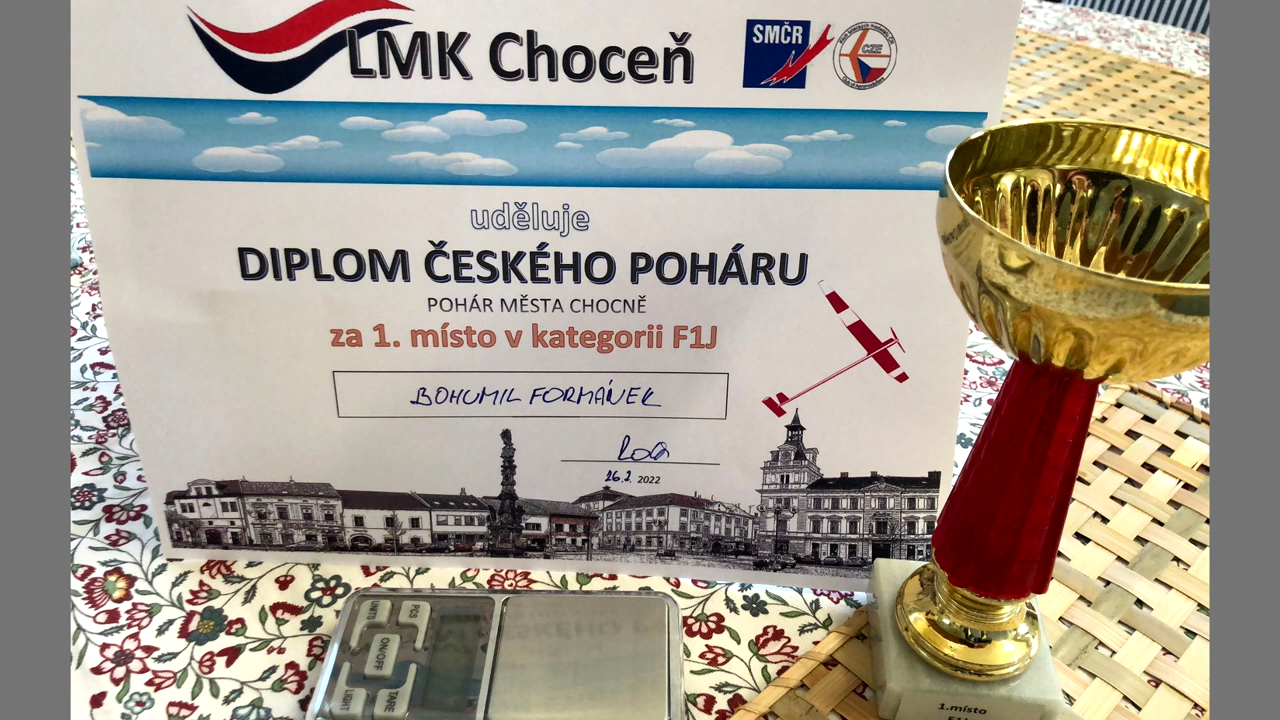 LMK Choceň
SMČR
CZE
uděluje
DIPLOM ČESKÉHO POHÁRU
POHÁR MĚSTA CHOCNĚ
za 1. místo v kategorii F1J
BOHUMIL FORMÁNEK
26.2. 2022
UNITS
PCS
ON/OFF
LIGHT
TARE
1.místo
F1J